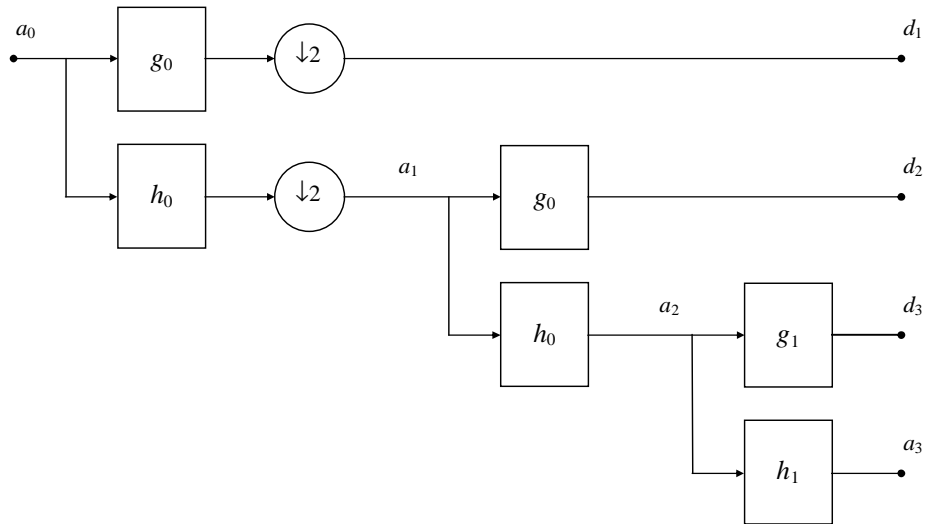 a₀
d₁
g₀
↓2
a₁
d₂
h₀
↓2
g₀
a₂
d₃
h₀
g₁
a₃
h₁